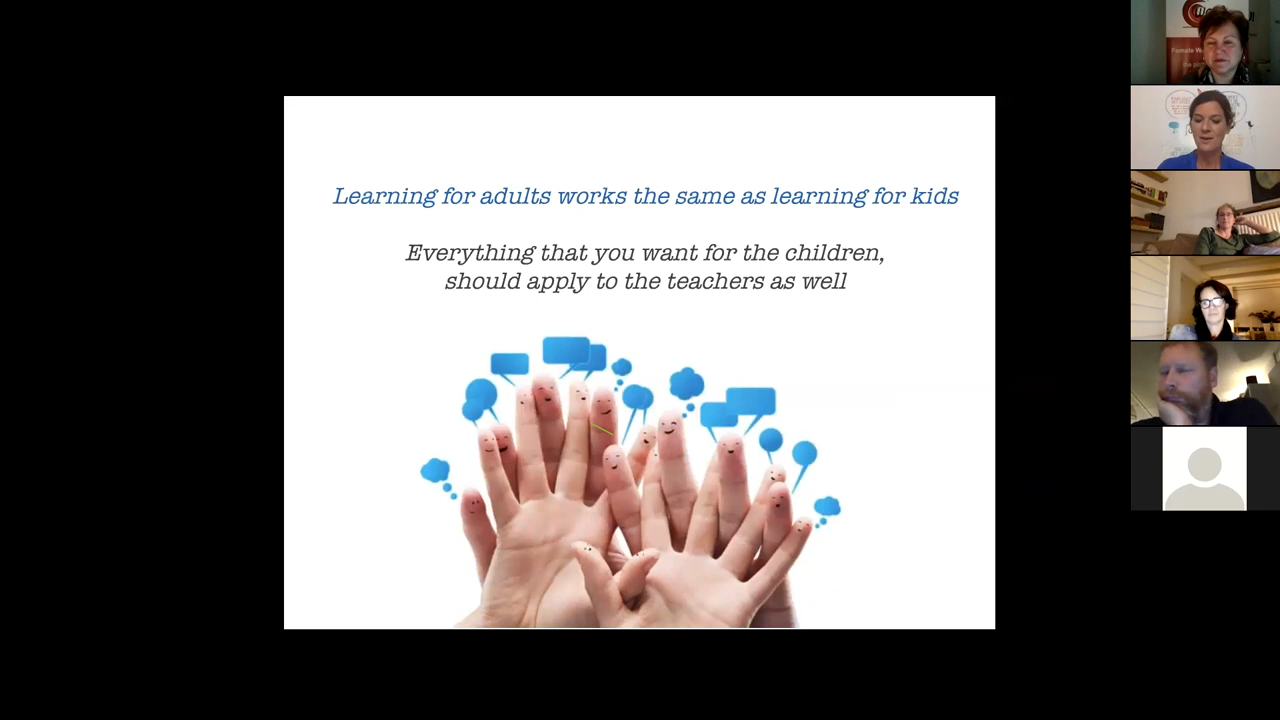 Learning for adults works the same as learning for kids
Everything that you want for the children,
should apply to the teachers as well